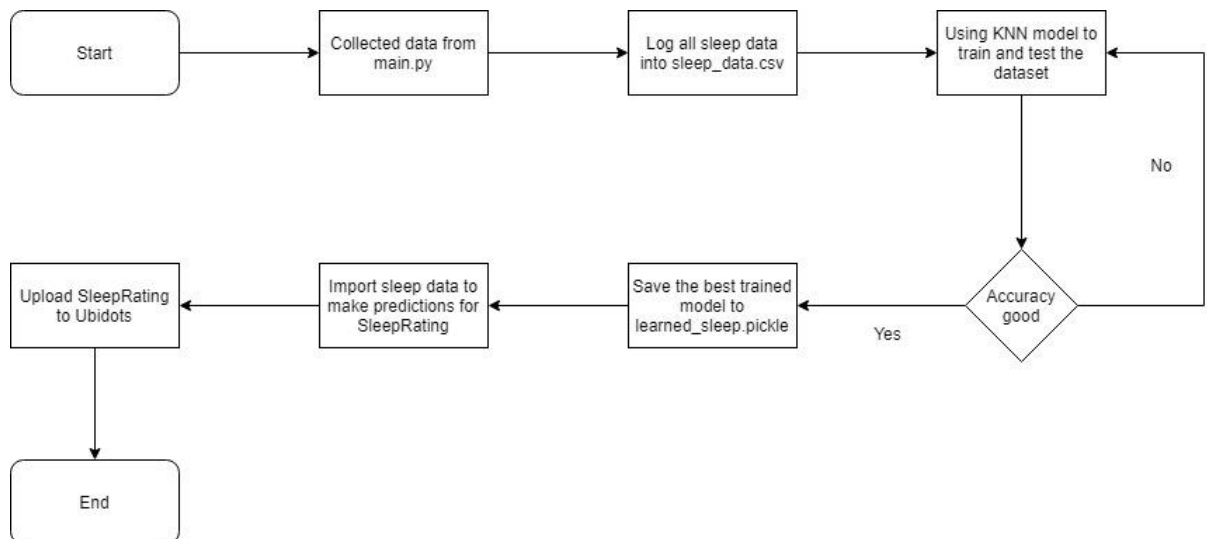 Start
Collected data from
main.py
Log all sleep data
into sleep_data.csv
Using KNN model to
train and test the
dataset
No
Accuracy
good
Yes
Save the best trained
model to
learned_sleep.pickle
Import sleep data to
make predictions for
SleepRating
Upload SleepRating
to Ubidots
End